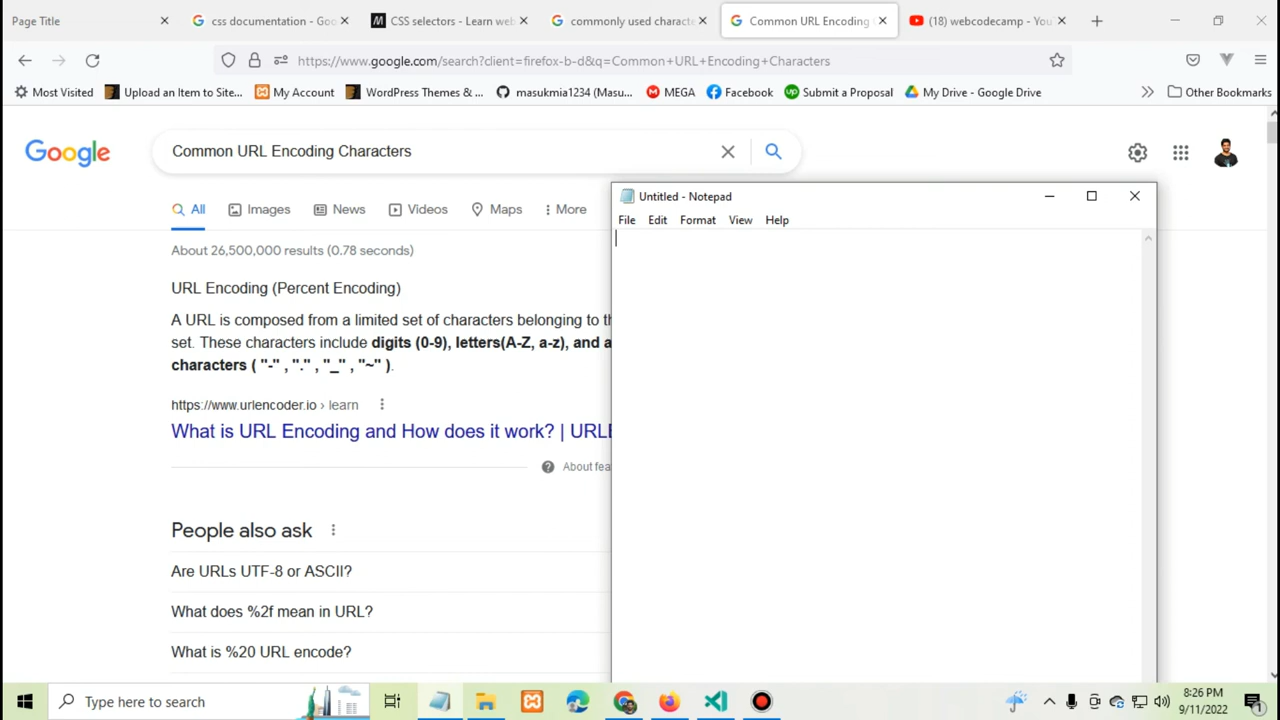 Page Title
css documentation - Goo
CSS selectors - Learn web
commonly used characte
Common URL Encoding
(18) webcodecamp - You
https://www.google.com/search?client=firefox-b-d&q=Common+URL+Encoding+Characters
Most Visited
Upload an Item to Site...
My Account
WordPress Themes & ...
masukmia1234 (Masu...
MEGA
Facebook
Submit a Proposal
My Drive - Google Drive
Other Bookmarks
Google
Common URL Encoding Characters
All
Images
News
Videos
Maps
More
About 26,500,000 results (0.78 seconds)
URL Encoding (Percent Encoding)
A URL is composed from a limited set of characters belonging to th
set. These characters include digits (0-9), letters(A-Z, a-z), and a
characters ( "-" , "." , "_" , "~" ).
https://www.urlencoder.io › learn
What is URL Encoding and How does it work? | URLE
About fea
People also ask
Are URLs UTF-8 or ASCII?
What does %2f mean in URL?
What is %20 URL encode?
Untitled - Notepad
File Edit Format View Help
Type here to search
8:26 PM
9/11/2022
1